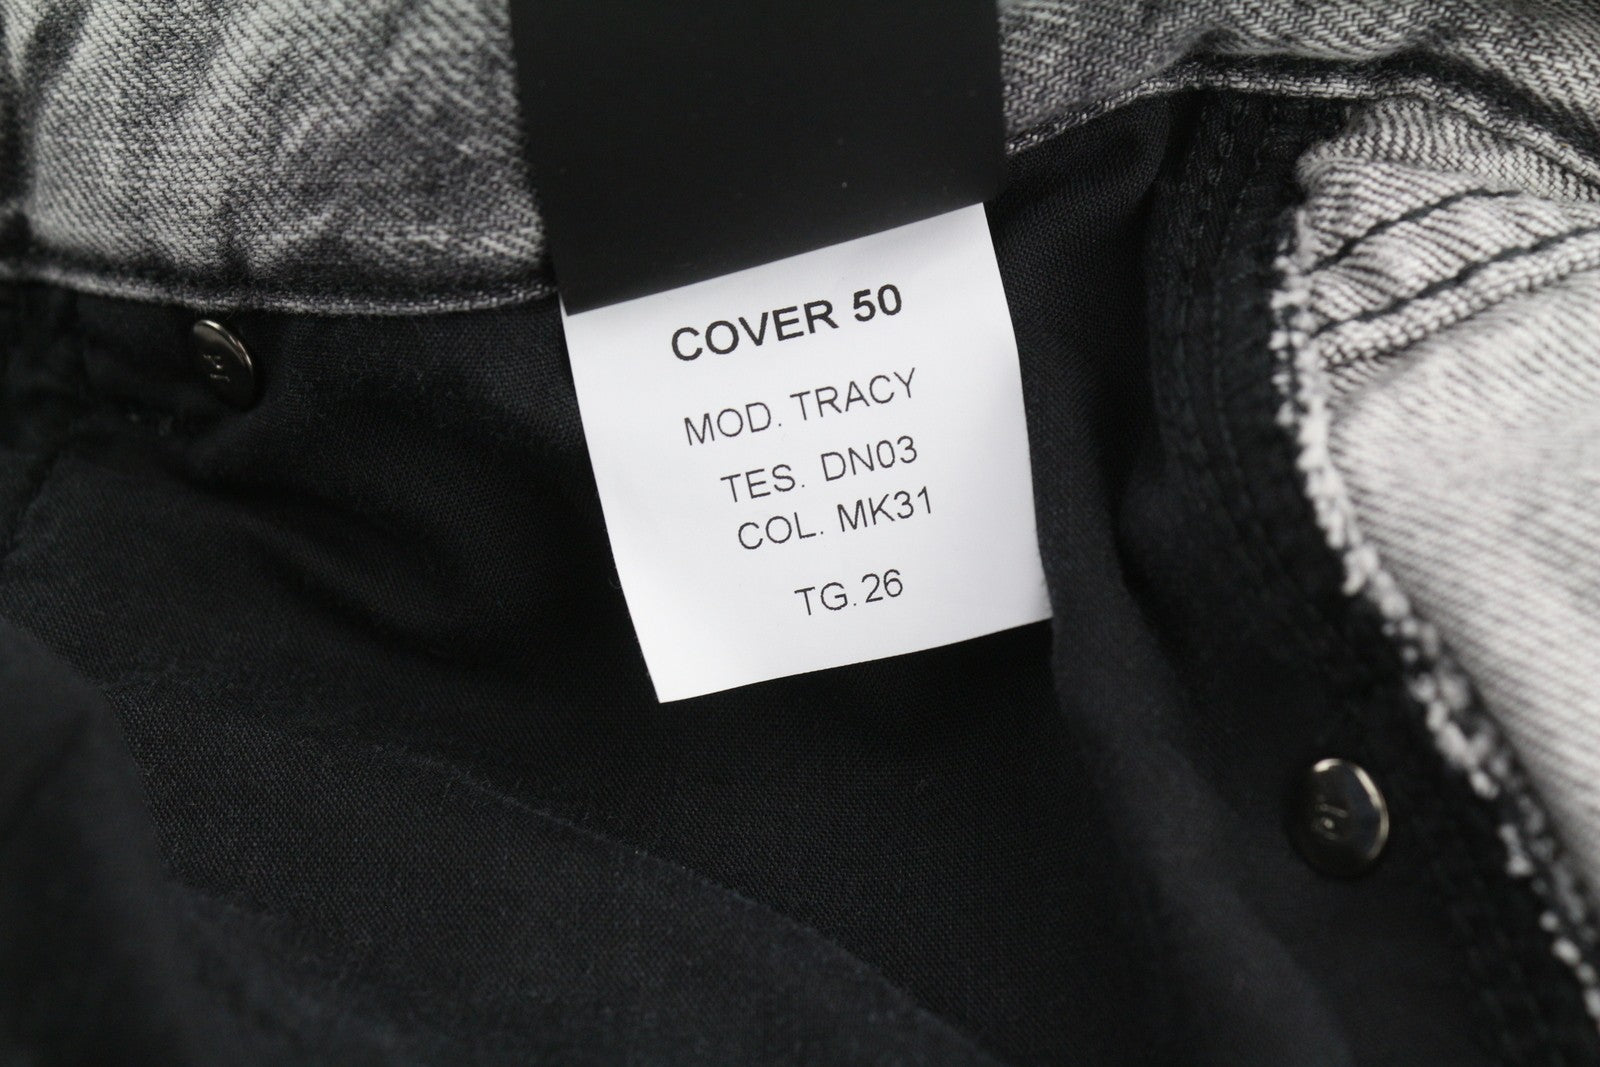 COVER 50
MOD. TRACY
TES. DN03
COL. MK31
TG.26